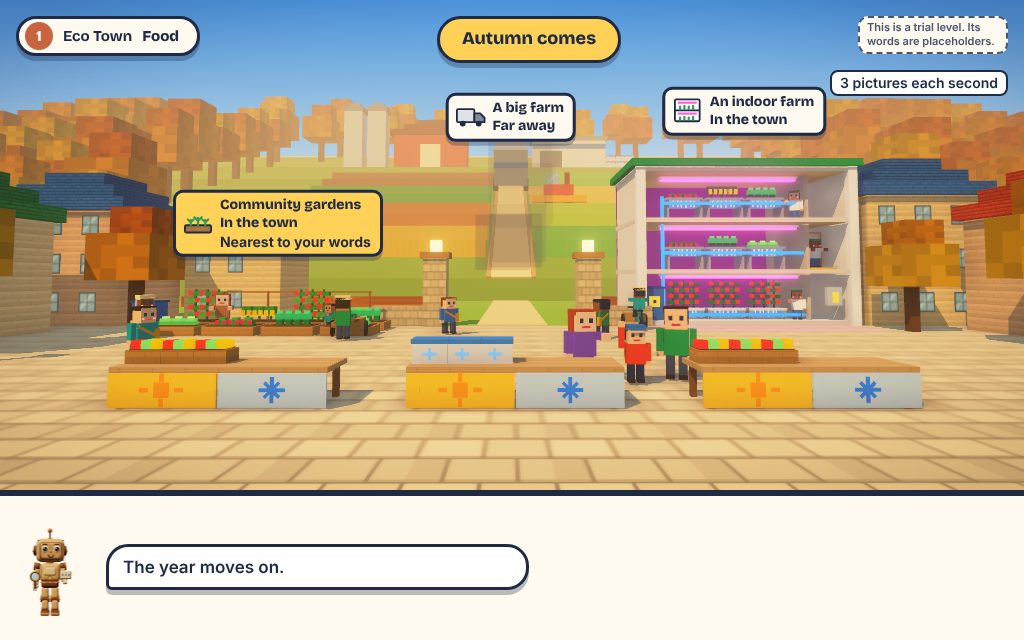 1 Eco Town Food
Autumn comes
This is a trial level. Its
words are placeholders.
3 pictures each second
A big farm
Far away
An indoor farm
In the town
Community gardens
In the town
Nearest to your words
The year moves on.